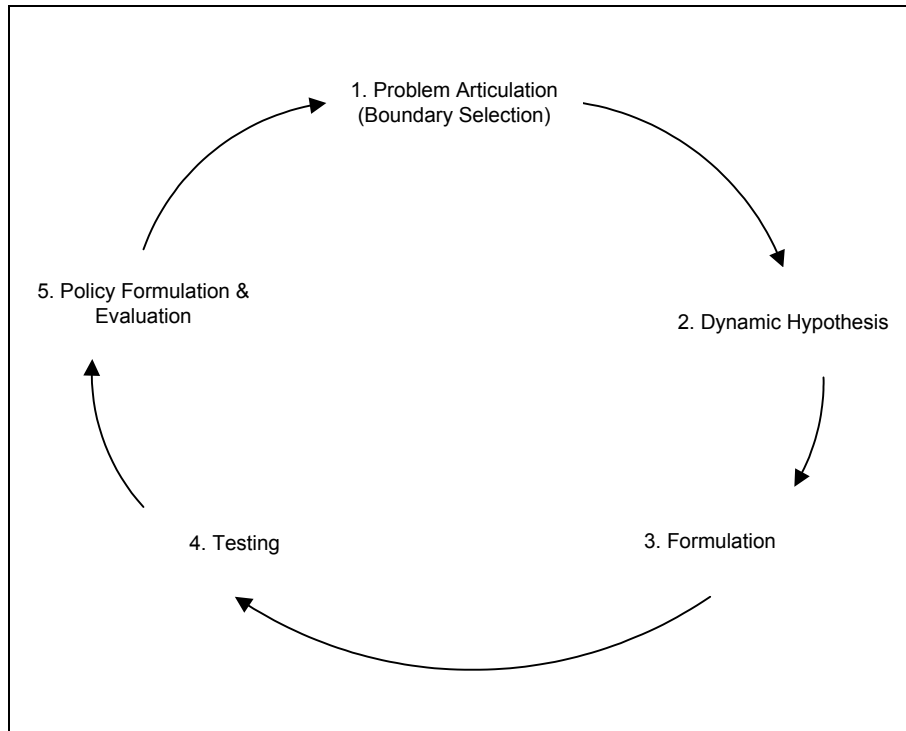 1. Problem Articulation
(Boundary Selection)
2. Dynamic Hypothesis
3. Formulation
4. Testing
5. Policy Formulation &
Evaluation